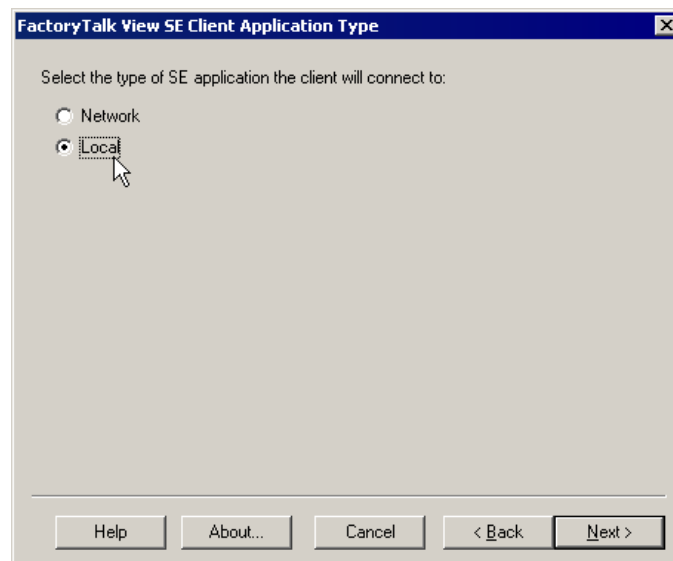 FactoryTalk View SE Client Application Type
Select the type of SE application the client will connect to:
Network
Local
Help About... Cancel < Back Next >